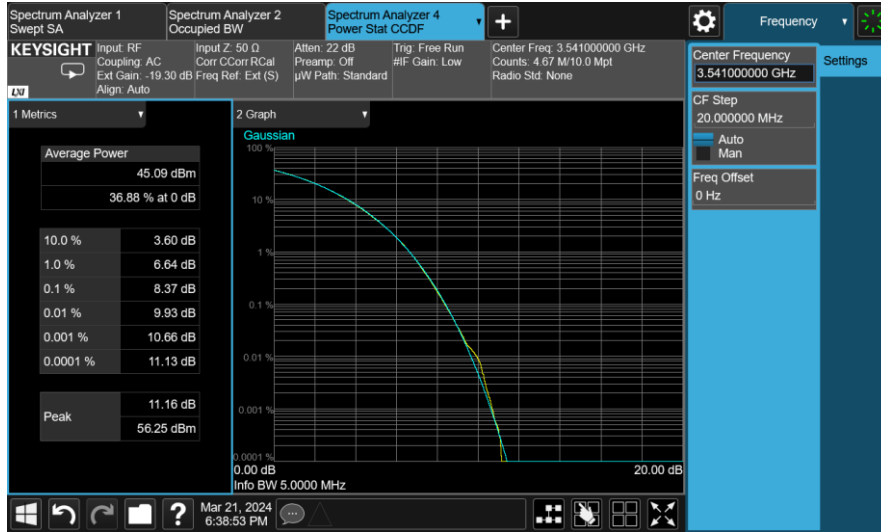 Spectrum Analyzer 1
Swept SA
Spectrum Analyzer 2
Occupied BW
Spectrum Analyzer 4
Power Stat CCDF
Frequency
KEYSIGHT
LXI
Input: RF
Coupling: AC
Ext Gain: -19.30 dB
Align: Auto
Input Z: 50 Ω
Corr CCorr RCal
Freq Ref: Ext (S)
Atten: 22 dB
Preamp: Off
µW Path: Standard
Trig: Free Run
#IF Gain: Low
Center Freq: 3.541000000 GHz
Counts: 4.67 M/10.0 Mpt
Radio Std: None
Center Frequency
3.541000000 GHz
Settings
CF Step
20.000000 MHz
Auto
Man
Freq Offset
0 Hz
1 Metrics
Average Power
45.09 dBm
36.88 % at 0 dB
10.0 % 3.60 dB
1.0 % 6.64 dB
0.1 % 8.37 dB
0.01 % 9.93 dB
0.001 % 10.66 dB
0.0001 % 11.13 dB
Peak
11.16 dB
56.25 dBm
2 Graph
Gaussian
100 %
10 %
1 %
0.1 %
0.01 %
0.001 %
0.0001 %
0.00 dB
20.00 dB
Info BW 5.0000 MHz
?
Mar 21, 2024
6:38:53 PM